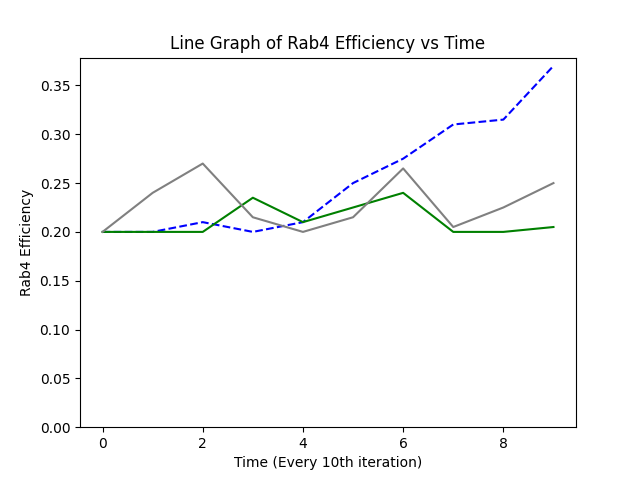 Line Graph of Rab4 Efficiency vs Time
0.35
0.30
0.25
0.20
0.15
0.10
0.05
0.00
Rab4 Efficiency
0 2 4 6 8
Time (Every 10th iteration)